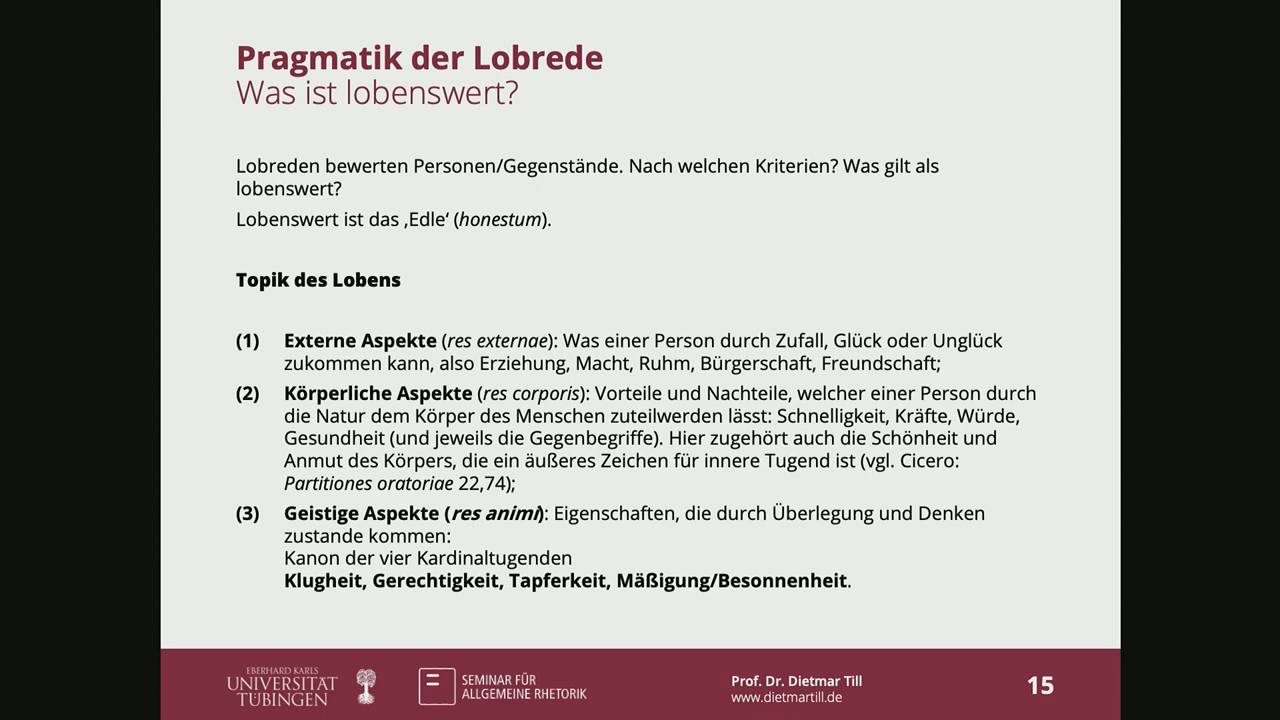 Pragmatik der Lobrede
Was ist lobenswert?
Lobreden bewerten Personen/Gegenstände. Nach welchen Kriterien? Was gilt als
lobenswert?
Lobenswert ist das ‚Edle‘ (honestum).
Topik des Lobens
(1) Externe Aspekte (res externae): Was einer Person durch Zufall, Glück oder Unglück
zukommen kann, also Erziehung, Macht, Ruhm, Bürgerschaft, Freundschaft;
(2) Körperliche Aspekte (res corporis): Vorteile und Nachteile, welcher einer Person durch
die Natur dem Körper des Menschen zuteilwerden lässt: Schnelligkeit, Kräfte, Würde,
Gesundheit (und jeweils die Gegenbegriffe). Hier zugehört auch die Schönheit und
Anmut des Körpers, die ein äußeres Zeichen für innere Tugend ist (vgl. Cicero:
Partitiones oratoriae 22,74);
(3) Geistige Aspekte (res animi): Eigenschaften, die durch Überlegung und Denken
zustande kommen:
Kanon der vier Kardinaltugenden
Klugheit, Gerechtigkeit, Tapferkeit, Mäßigung/Besonnenheit.
EBERHARD KARLS
UNIVERSITÄT
TÜBINGEN
SEMINAR FÜR
ALLGEMEINE RHETORIK
Prof. Dr. Dietmar Till
www.dietmartill.de
15